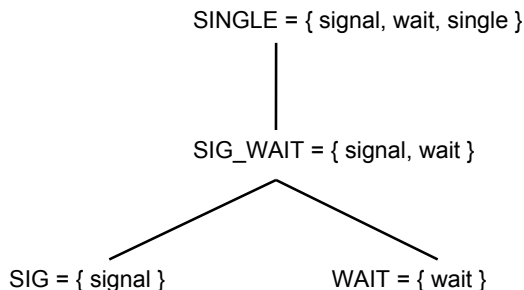 SINGLE = { signal, wait, single }
SIG_WAIT = { signal, wait }
SIG = { signal }
WAIT = { wait }